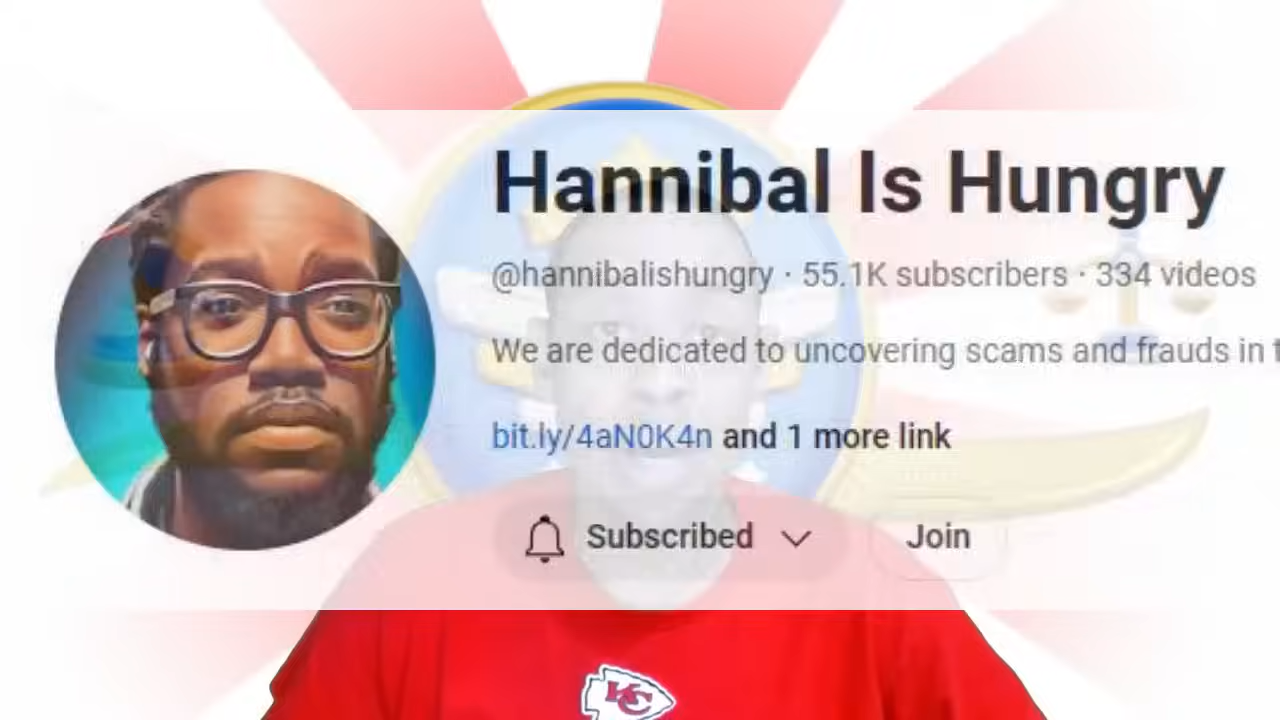 Hannibal Is Hungry
@hannibalishungry · 55.1K subscribers · 334 videos
We are dedicated to uncovering scams and frauds in
bit.ly/4aN0K4n and 1 more link
Subscribed
Join
KC